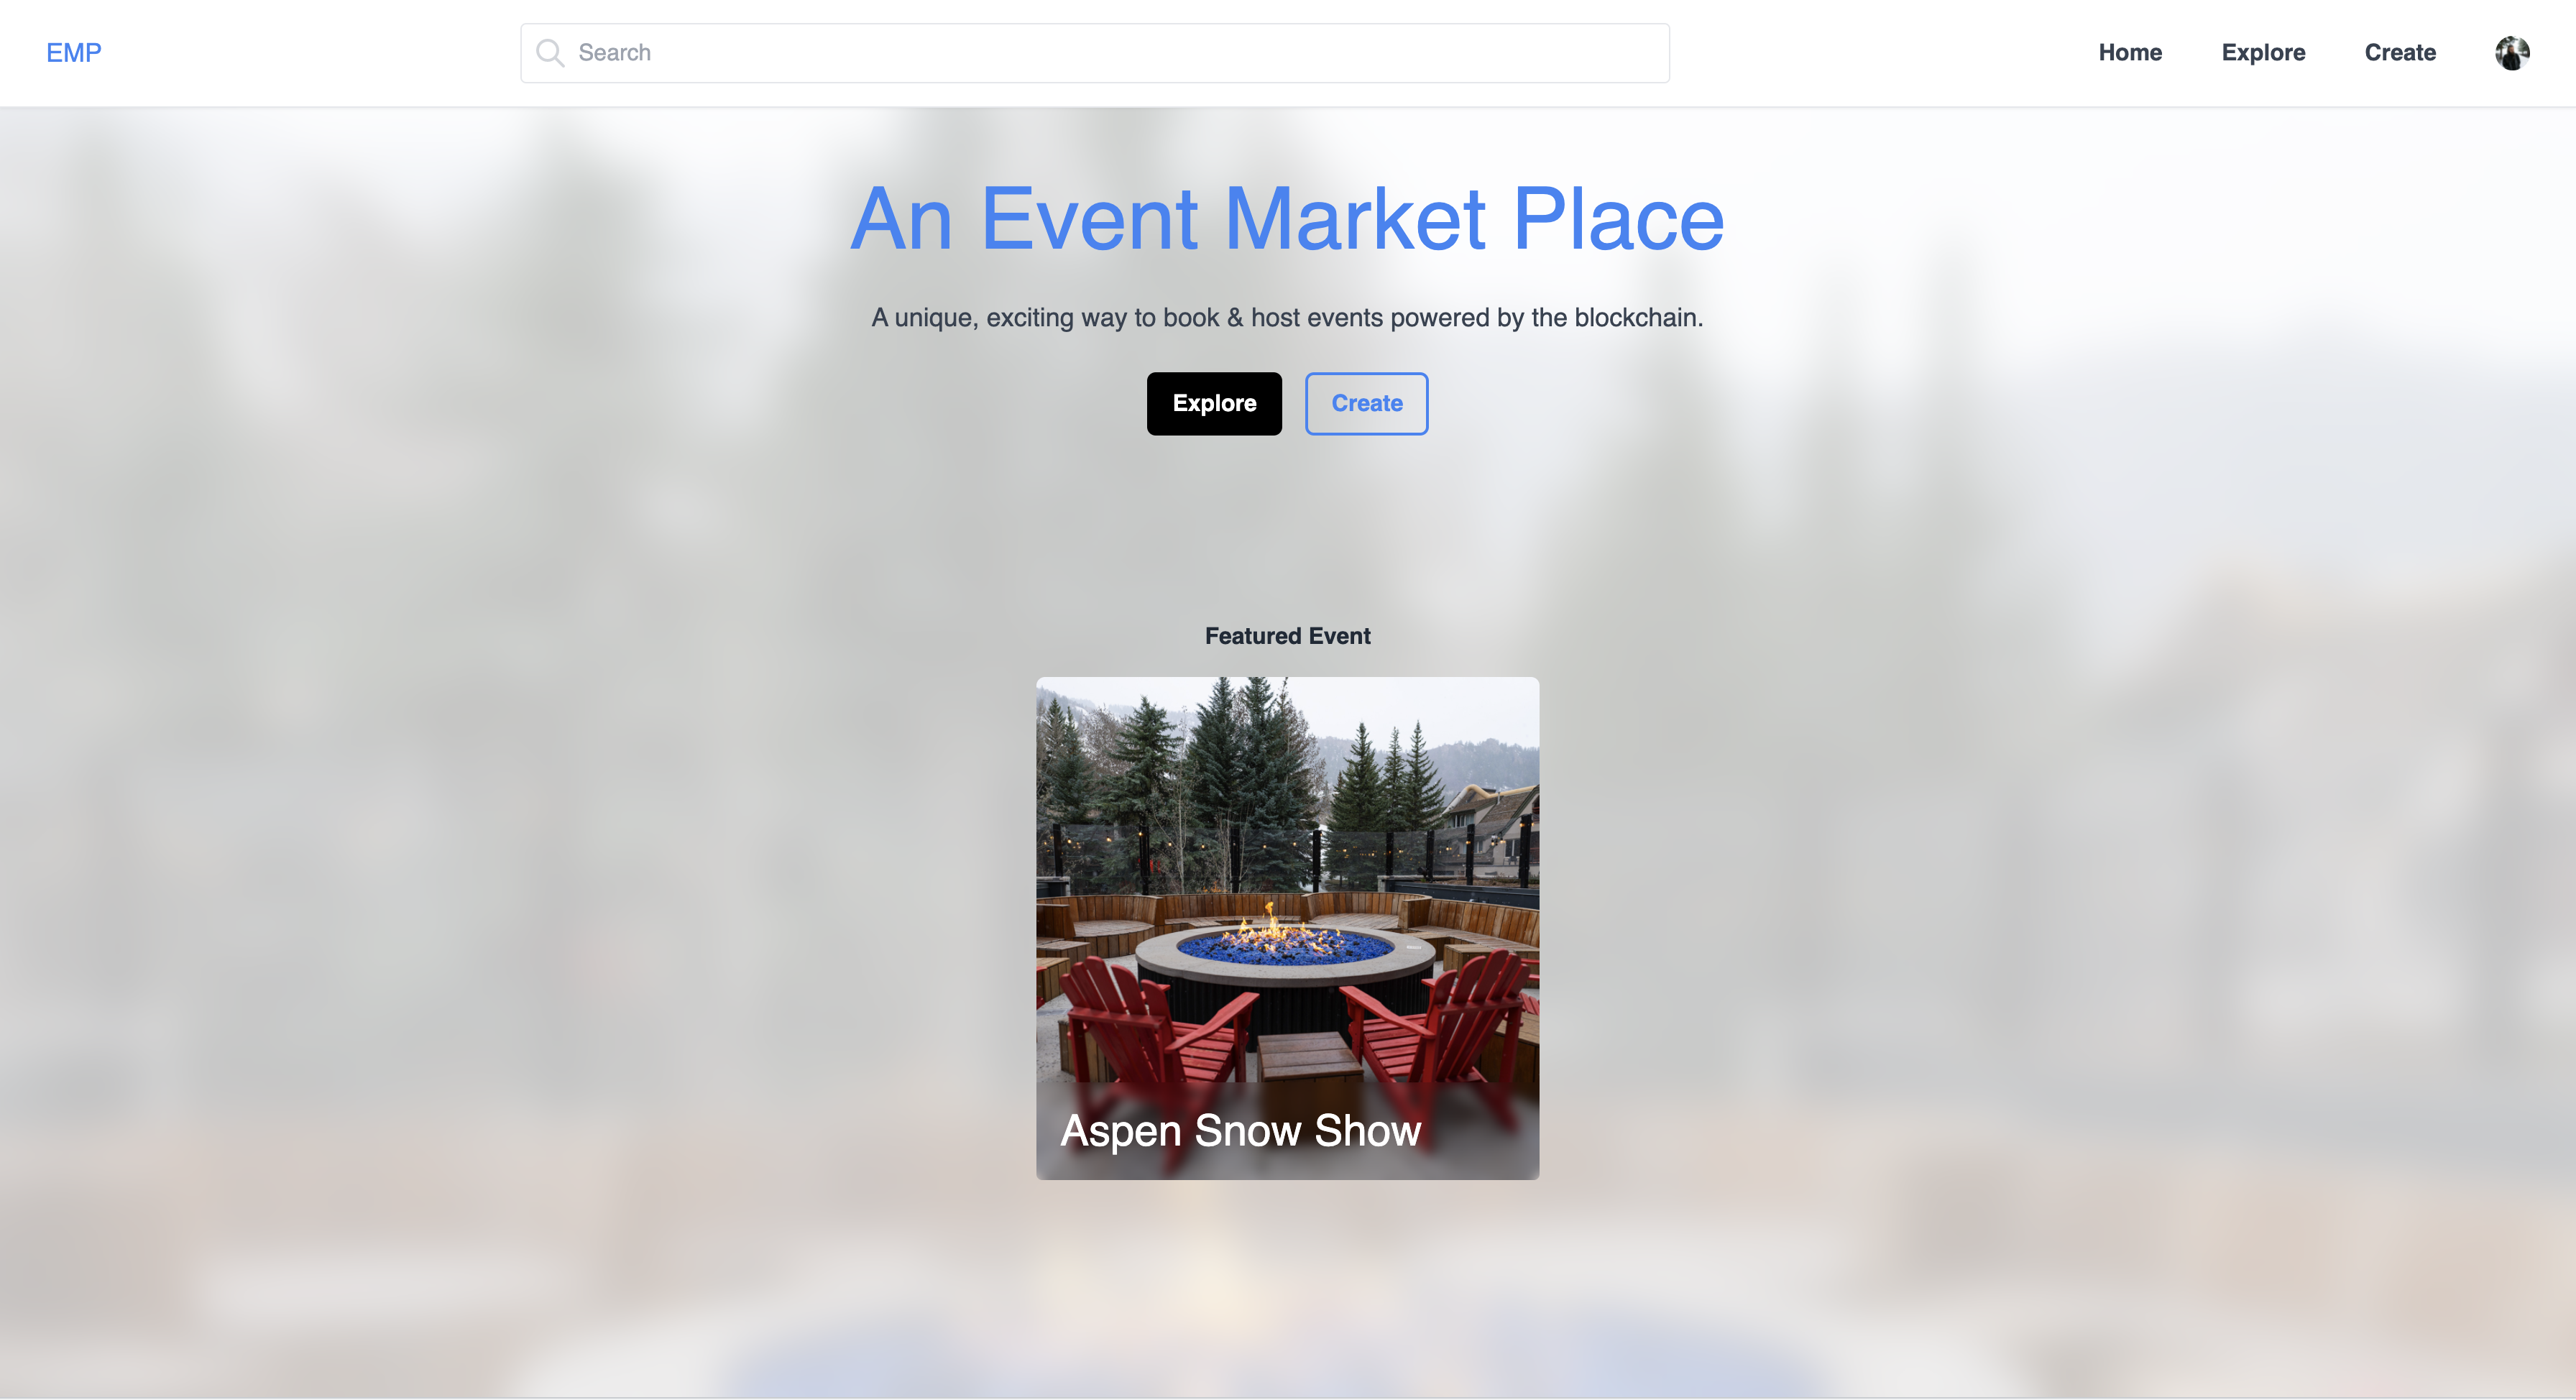 EMP
Search
Home
Explore
Create
An Event Market Place
A unique, exciting way to book & host events powered by the blockchain.
Explore
Create
Featured Event
Aspen Snow Show